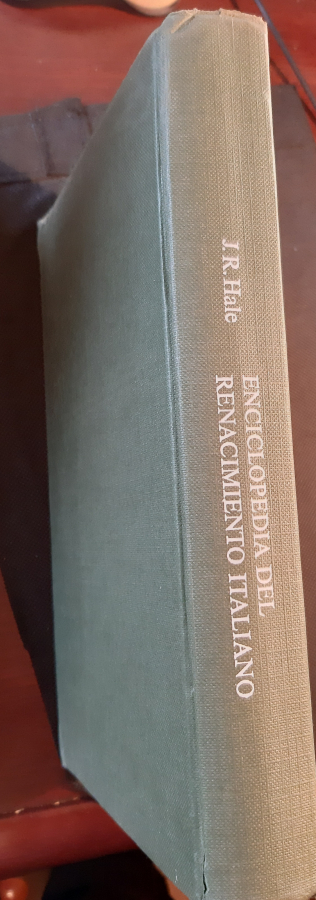 J. R. Hale
ENCICLOPEDIA DEL
RENACIMIENTO ITALIANO